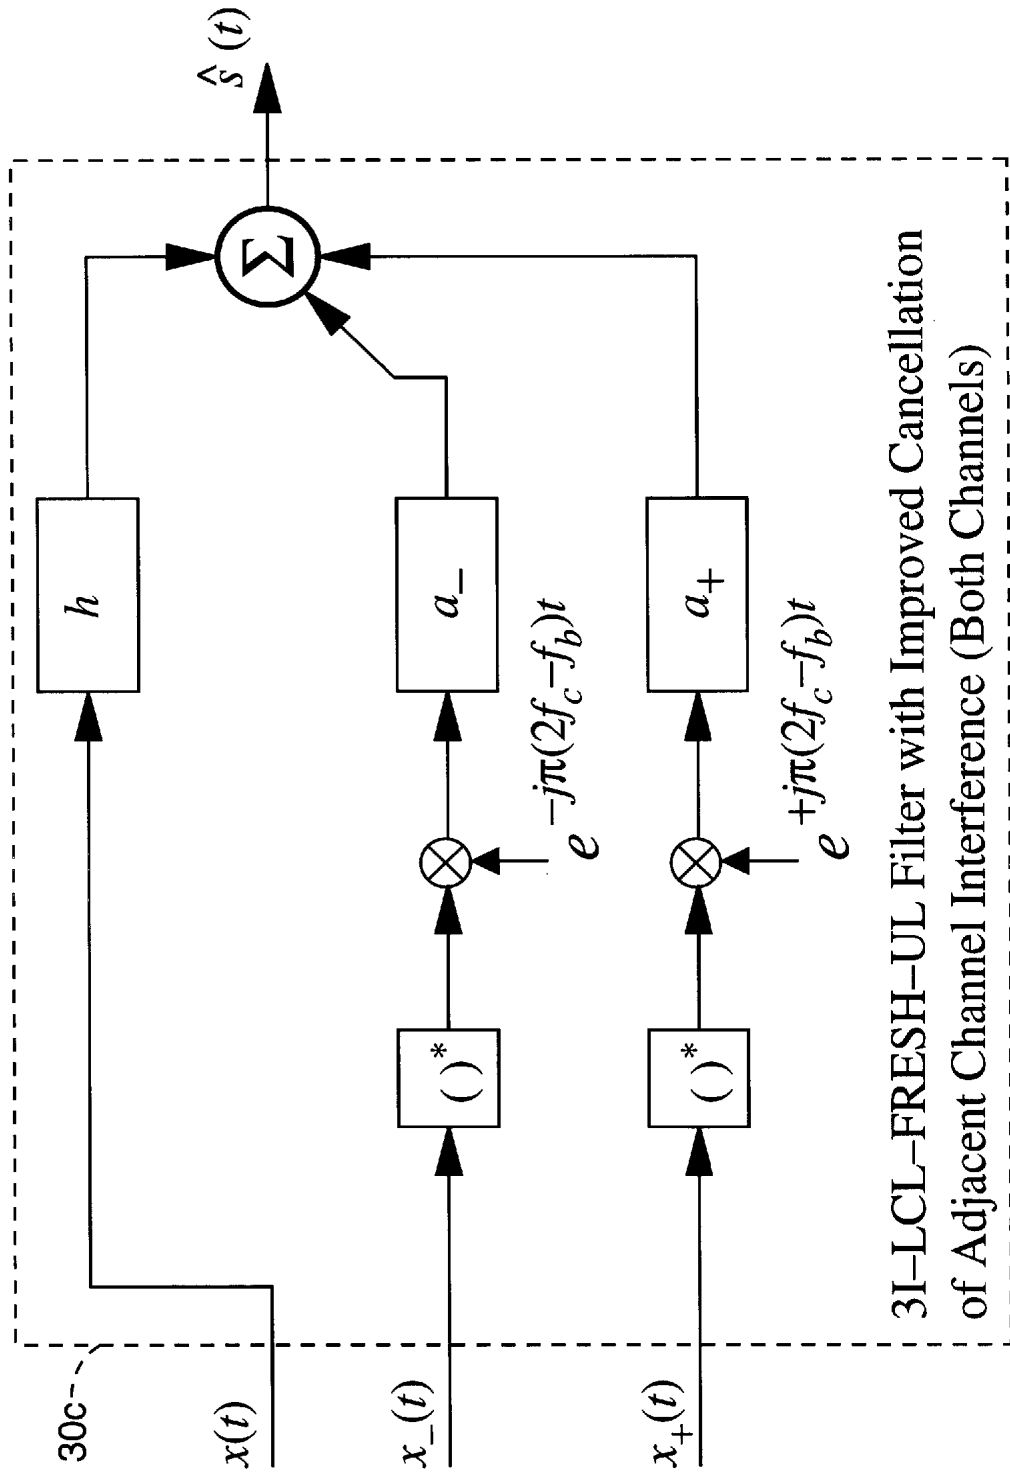 30c
x(t)
x_(t)
x+(t)
h
( )*
( )*
e^−jπ(2f_c−f_b)t
e^+jπ(2f_c−f_b)t
a_
a+
Σ
ŝ(t)
3I–LCL–FRESH–UL Filter with Improved Cancellation
of Adjacent Channel Interference (Both Channels)